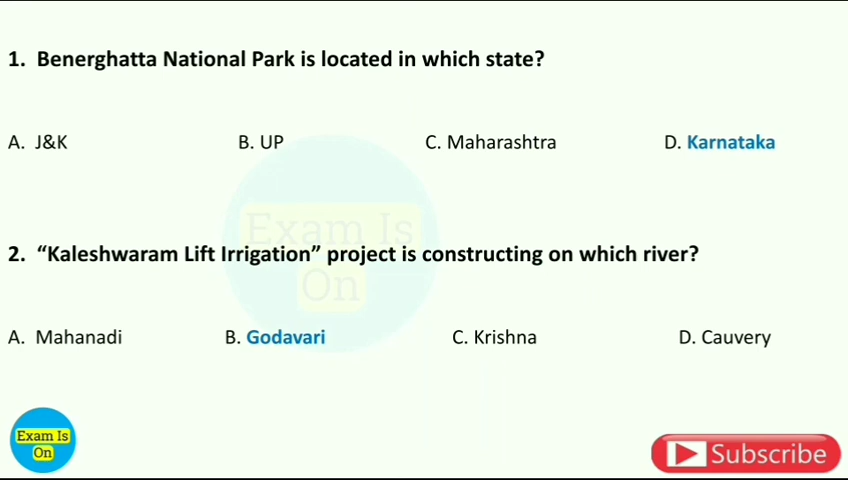 1. Benerghatta National Park is located in which state?
A. J&K B. UP C. Maharashtra D. Karnataka
Exam Is
On
2. “Kaleshwaram Lift Irrigation” project is constructing on which river?
A. Mahanadi B. Godavari C. Krishna D. Cauvery
Exam Is
On
Subscribe